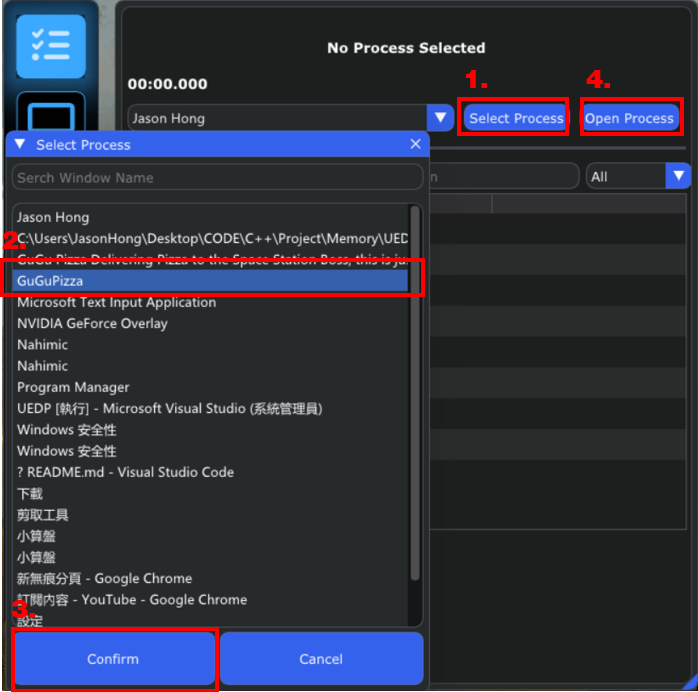 No Process Selected
00:00.000
1.
4.
Jason Hong
Select Process
Open Process
Select Process
Serch Window Name
n
All
Jason Hong
2.
C:\Users\JasonHong\Desktop\CODE\C++\Project\Memory\UED
GuGu Pizza Delivering Pizza to the Space Station Boss, this is ju
GuGuPizza
Microsoft Text Input Application
NVIDIA GeForce Overlay
Nahimic
Nahimic
Program Manager
UEDP [執行] - Microsoft Visual Studio (系統管理員)
Windows 安全性
Windows 安全性
? README.md - Visual Studio Code
下載
剪取工具
小算盤
小算盤
新無痕分頁 - Google Chrome
訂閱內容 - YouTube - Google Chrome
3.
設定
Confirm
Cancel